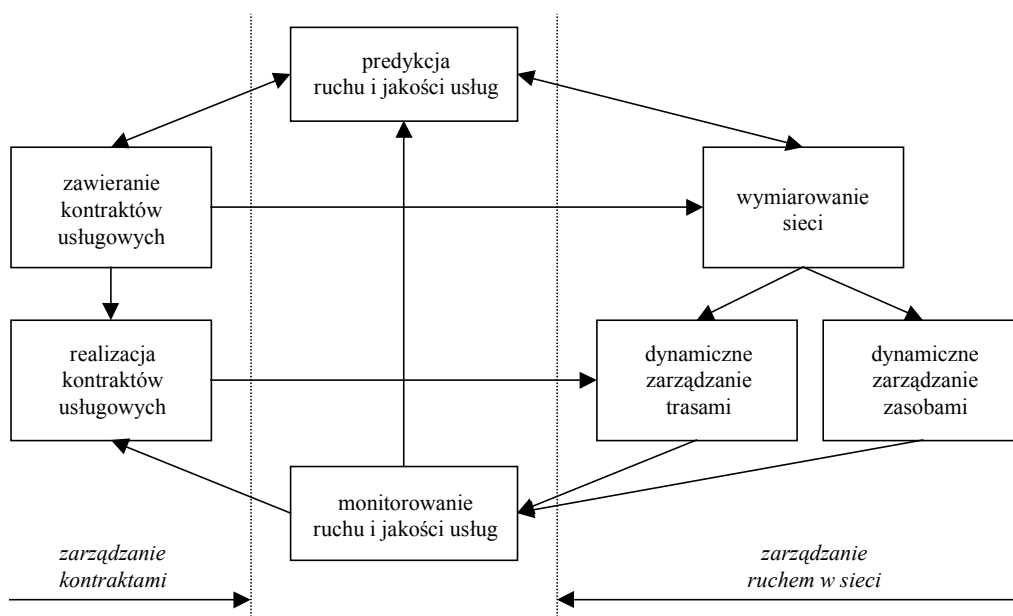 predykcja
ruchu i jakości usług
zawieranie
kontraktów
usługowych
wymiarowanie
sieci
realizacja
kontraktów
usługowych
dynamiczne
zarządzanie
trasami
dynamiczne
zarządzanie
zasobami
monitorowanie
ruchu i jakości usług
zarządzanie
kontraktami
zarządzanie
ruchem w sieci